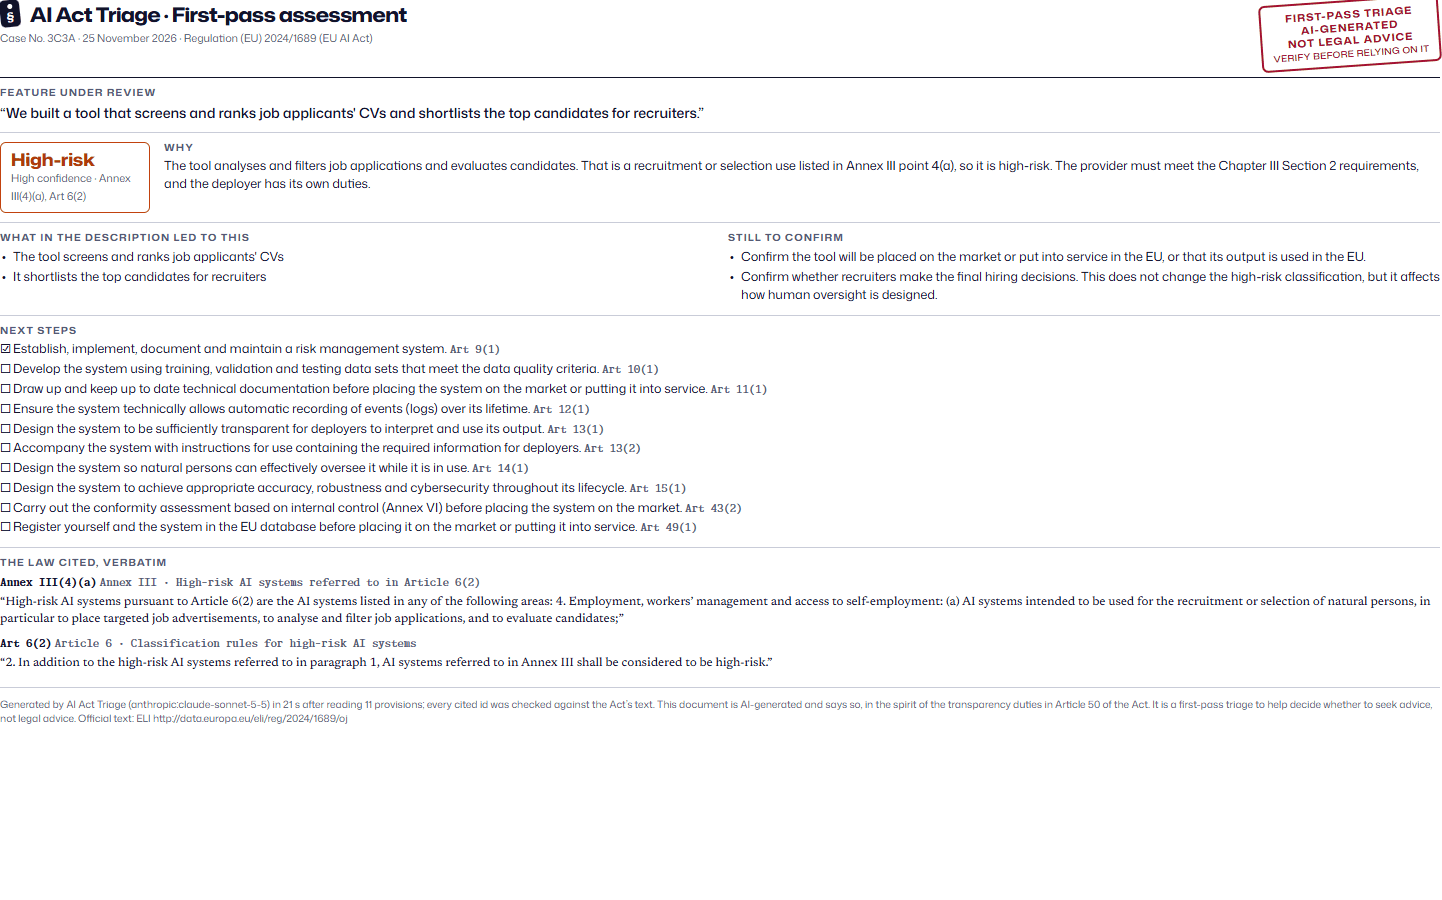 § AI Act Triage · First-pass assessment
Case No. 3C3A · 25 November 2026 · Regulation (EU) 2024/1689 (EU AI Act)
FIRST-PASS TRIAGE
AI-GENERATED
NOT LEGAL ADVICE
VERIFY BEFORE RELYING ON IT
FEATURE UNDER REVIEW
“We built a tool that screens and ranks job applicants' CVs and shortlists the top candidates for recruiters.”
High-risk
High confidence · Annex
III(4)(a), Art 6(2)
WHY
The tool analyses and filters job applications and evaluates candidates. That is a recruitment or selection use listed in Annex III point 4(a), so it is high-risk. The provider must meet the Chapter III Section 2 requirements,
and the deployer has its own duties.
WHAT IN THE DESCRIPTION LED TO THIS
• The tool screens and ranks job applicants' CVs
• It shortlists the top candidates for recruiters
STILL TO CONFIRM
• Confirm the tool will be placed on the market or put into service in the EU, or that its output is used in the EU.
• Confirm whether recruiters make the final hiring decisions. This does not change the high-risk classification, but it affects
how human oversight is designed.
NEXT STEPS
☑ Establish, implement, document and maintain a risk management system. Art 9(1)
☐ Develop the system using training, validation and testing data sets that meet the data quality criteria. Art 10(1)
☐ Draw up and keep up to date technical documentation before placing the system on the market or putting it into service. Art 11(1)
☐ Ensure the system technically allows automatic recording of events (logs) over its lifetime. Art 12(1)
☐ Design the system to be sufficiently transparent for deployers to interpret and use its output. Art 13(1)
☐ Accompany the system with instructions for use containing the required information for deployers. Art 13(2)
☐ Design the system so natural persons can effectively oversee it while it is in use. Art 14(1)
☐ Design the system to achieve appropriate accuracy, robustness and cybersecurity throughout its lifecycle. Art 15(1)
☐ Carry out the conformity assessment based on internal control (Annex VI) before placing the system on the market. Art 43(2)
☐ Register yourself and the system in the EU database before placing it on the market or putting it into service. Art 49(1)
THE LAW CITED, VERBATIM
Annex III(4)(a) Annex III · High-risk AI systems referred to in Article 6(2)
“High-risk AI systems pursuant to Article 6(2) are the AI systems listed in any of the following areas: 4. Employment, workers’ management and access to self-employment: (a) AI systems intended to be used for the recruitment or selection of natural persons, in
particular to place targeted job advertisements, to analyse and filter job applications, and to evaluate candidates;”
Art 6(2) Article 6 · Classification rules for high-risk AI systems
“2. In addition to the high-risk AI systems referred to in paragraph 1, AI systems referred to in Annex III shall be considered to be high-risk.”
Generated by AI Act Triage (anthropic:claude-sonnet-5-5) in 21 s after reading 11 provisions; every cited id was checked against the Act's text. This document is AI-generated and says so, in the spirit of the transparency duties in Article 50 of the Act. It is a first-pass triage to help decide whether to seek advice,
not legal advice. Official text: ELI http://data.europa.eu/eli/reg/2024/1689/oj